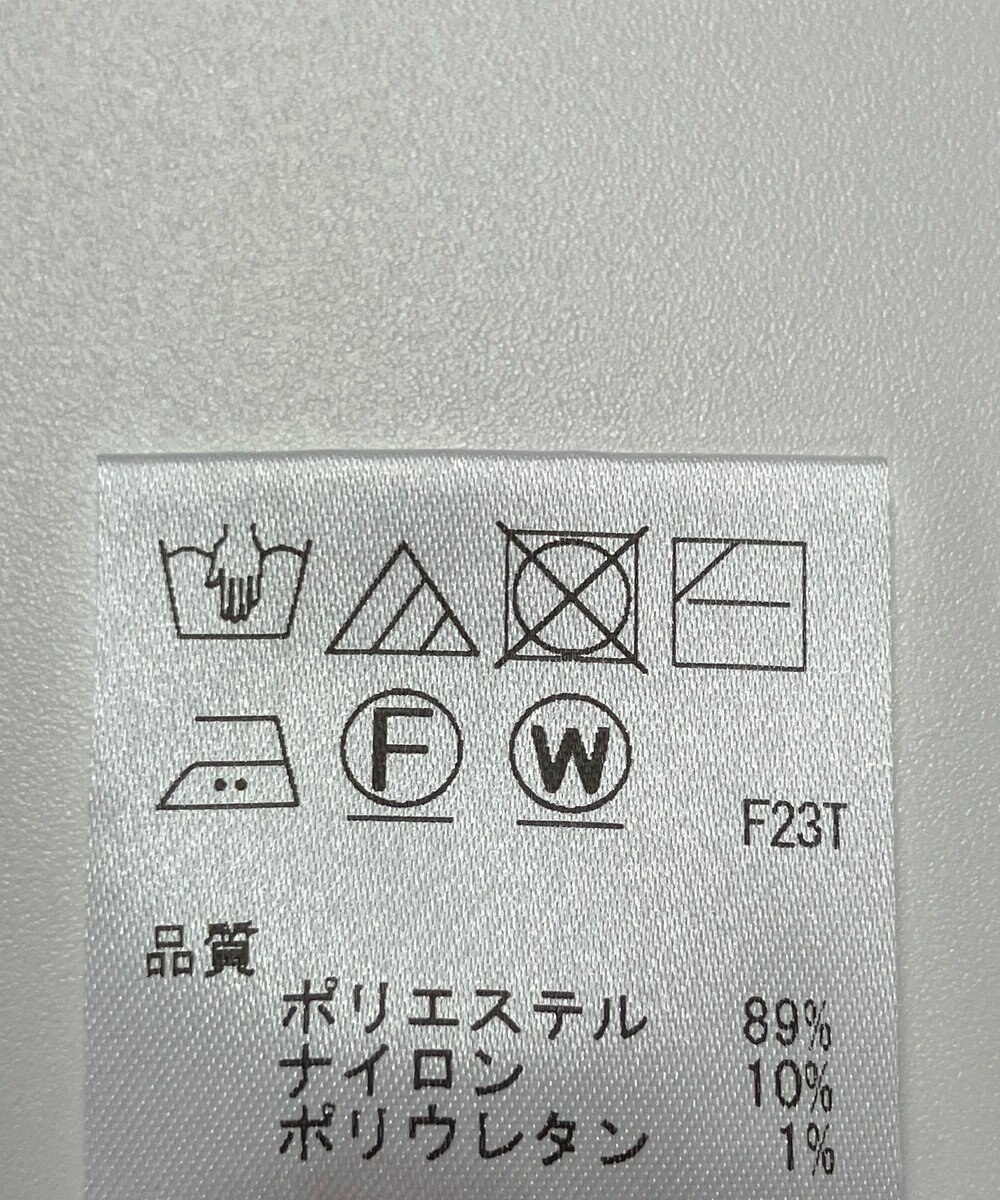 F W
F23T
品質
ポリエステル 89%
ナイロン 10%
ポリウレタン 1%